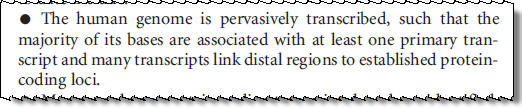 ● The human genome is pervasively transcribed, such that the
majority of its bases are associated with at least one primary tran-
script and many transcripts link distal regions to established protein-
coding loci.